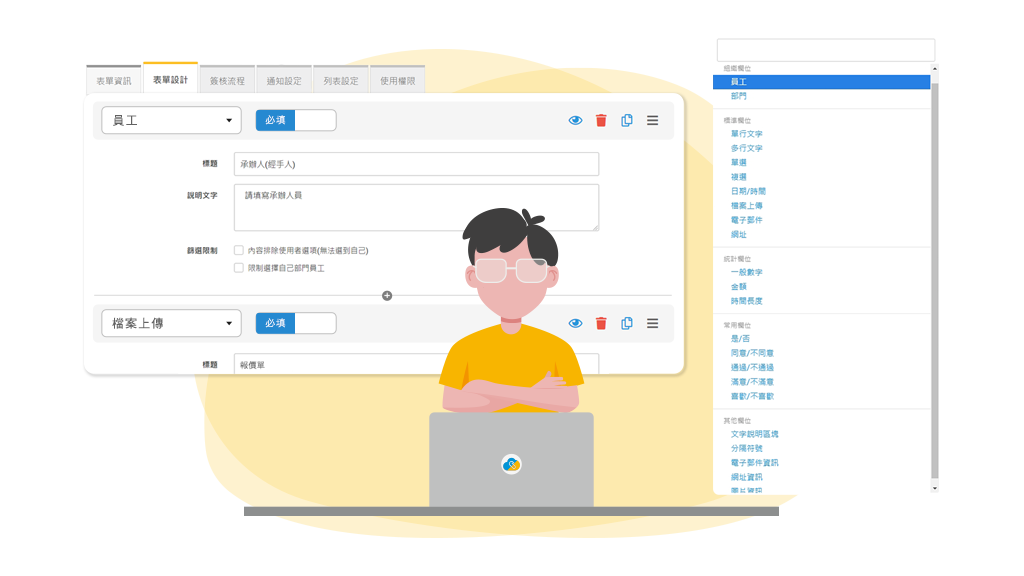 表單資訊
表單設計
簽核流程
通知設定
列表設定
使用權限
員工
必填
標題
承辦人(經手人)
說明文字
請填寫承辦人員
篩選限制
內容排除使用者選項(無法選到自己)
限制選擇自己部門員工
檔案上傳
必填
標題
報價單
組織欄位
員工
部門
標準欄位
單行文字
多行文字
單選
複選
日期/時間
檔案上傳
電子郵件
網址
統計欄位
一般數字
金額
時間長度
常用欄位
是/否
同意/不同意
通過/不通過
滿意/不滿意
喜歡/不喜歡
其他欄位
文字說明區塊
分隔符號
電子郵件資訊
網址資訊
圖片資訊